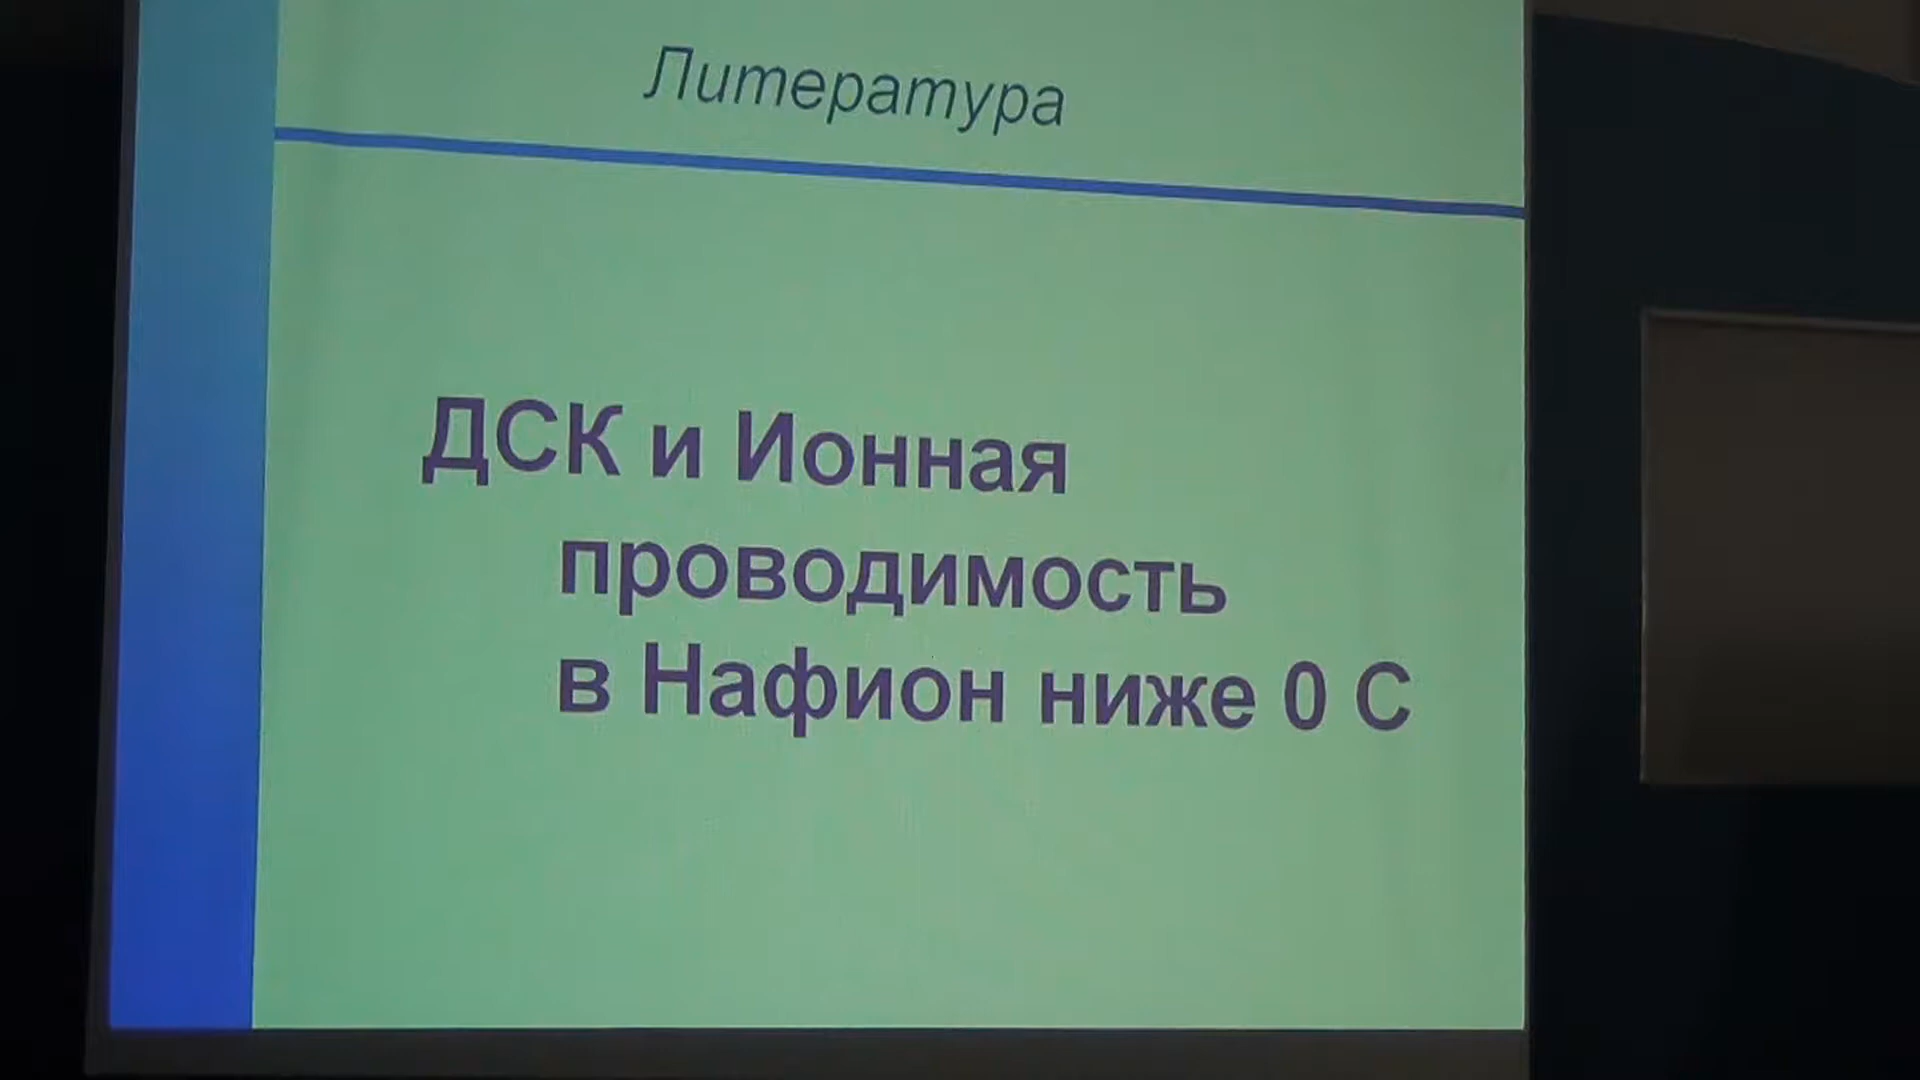 Литература
ДСК и Ионная
проводимость
в Нафион ниже 0 С